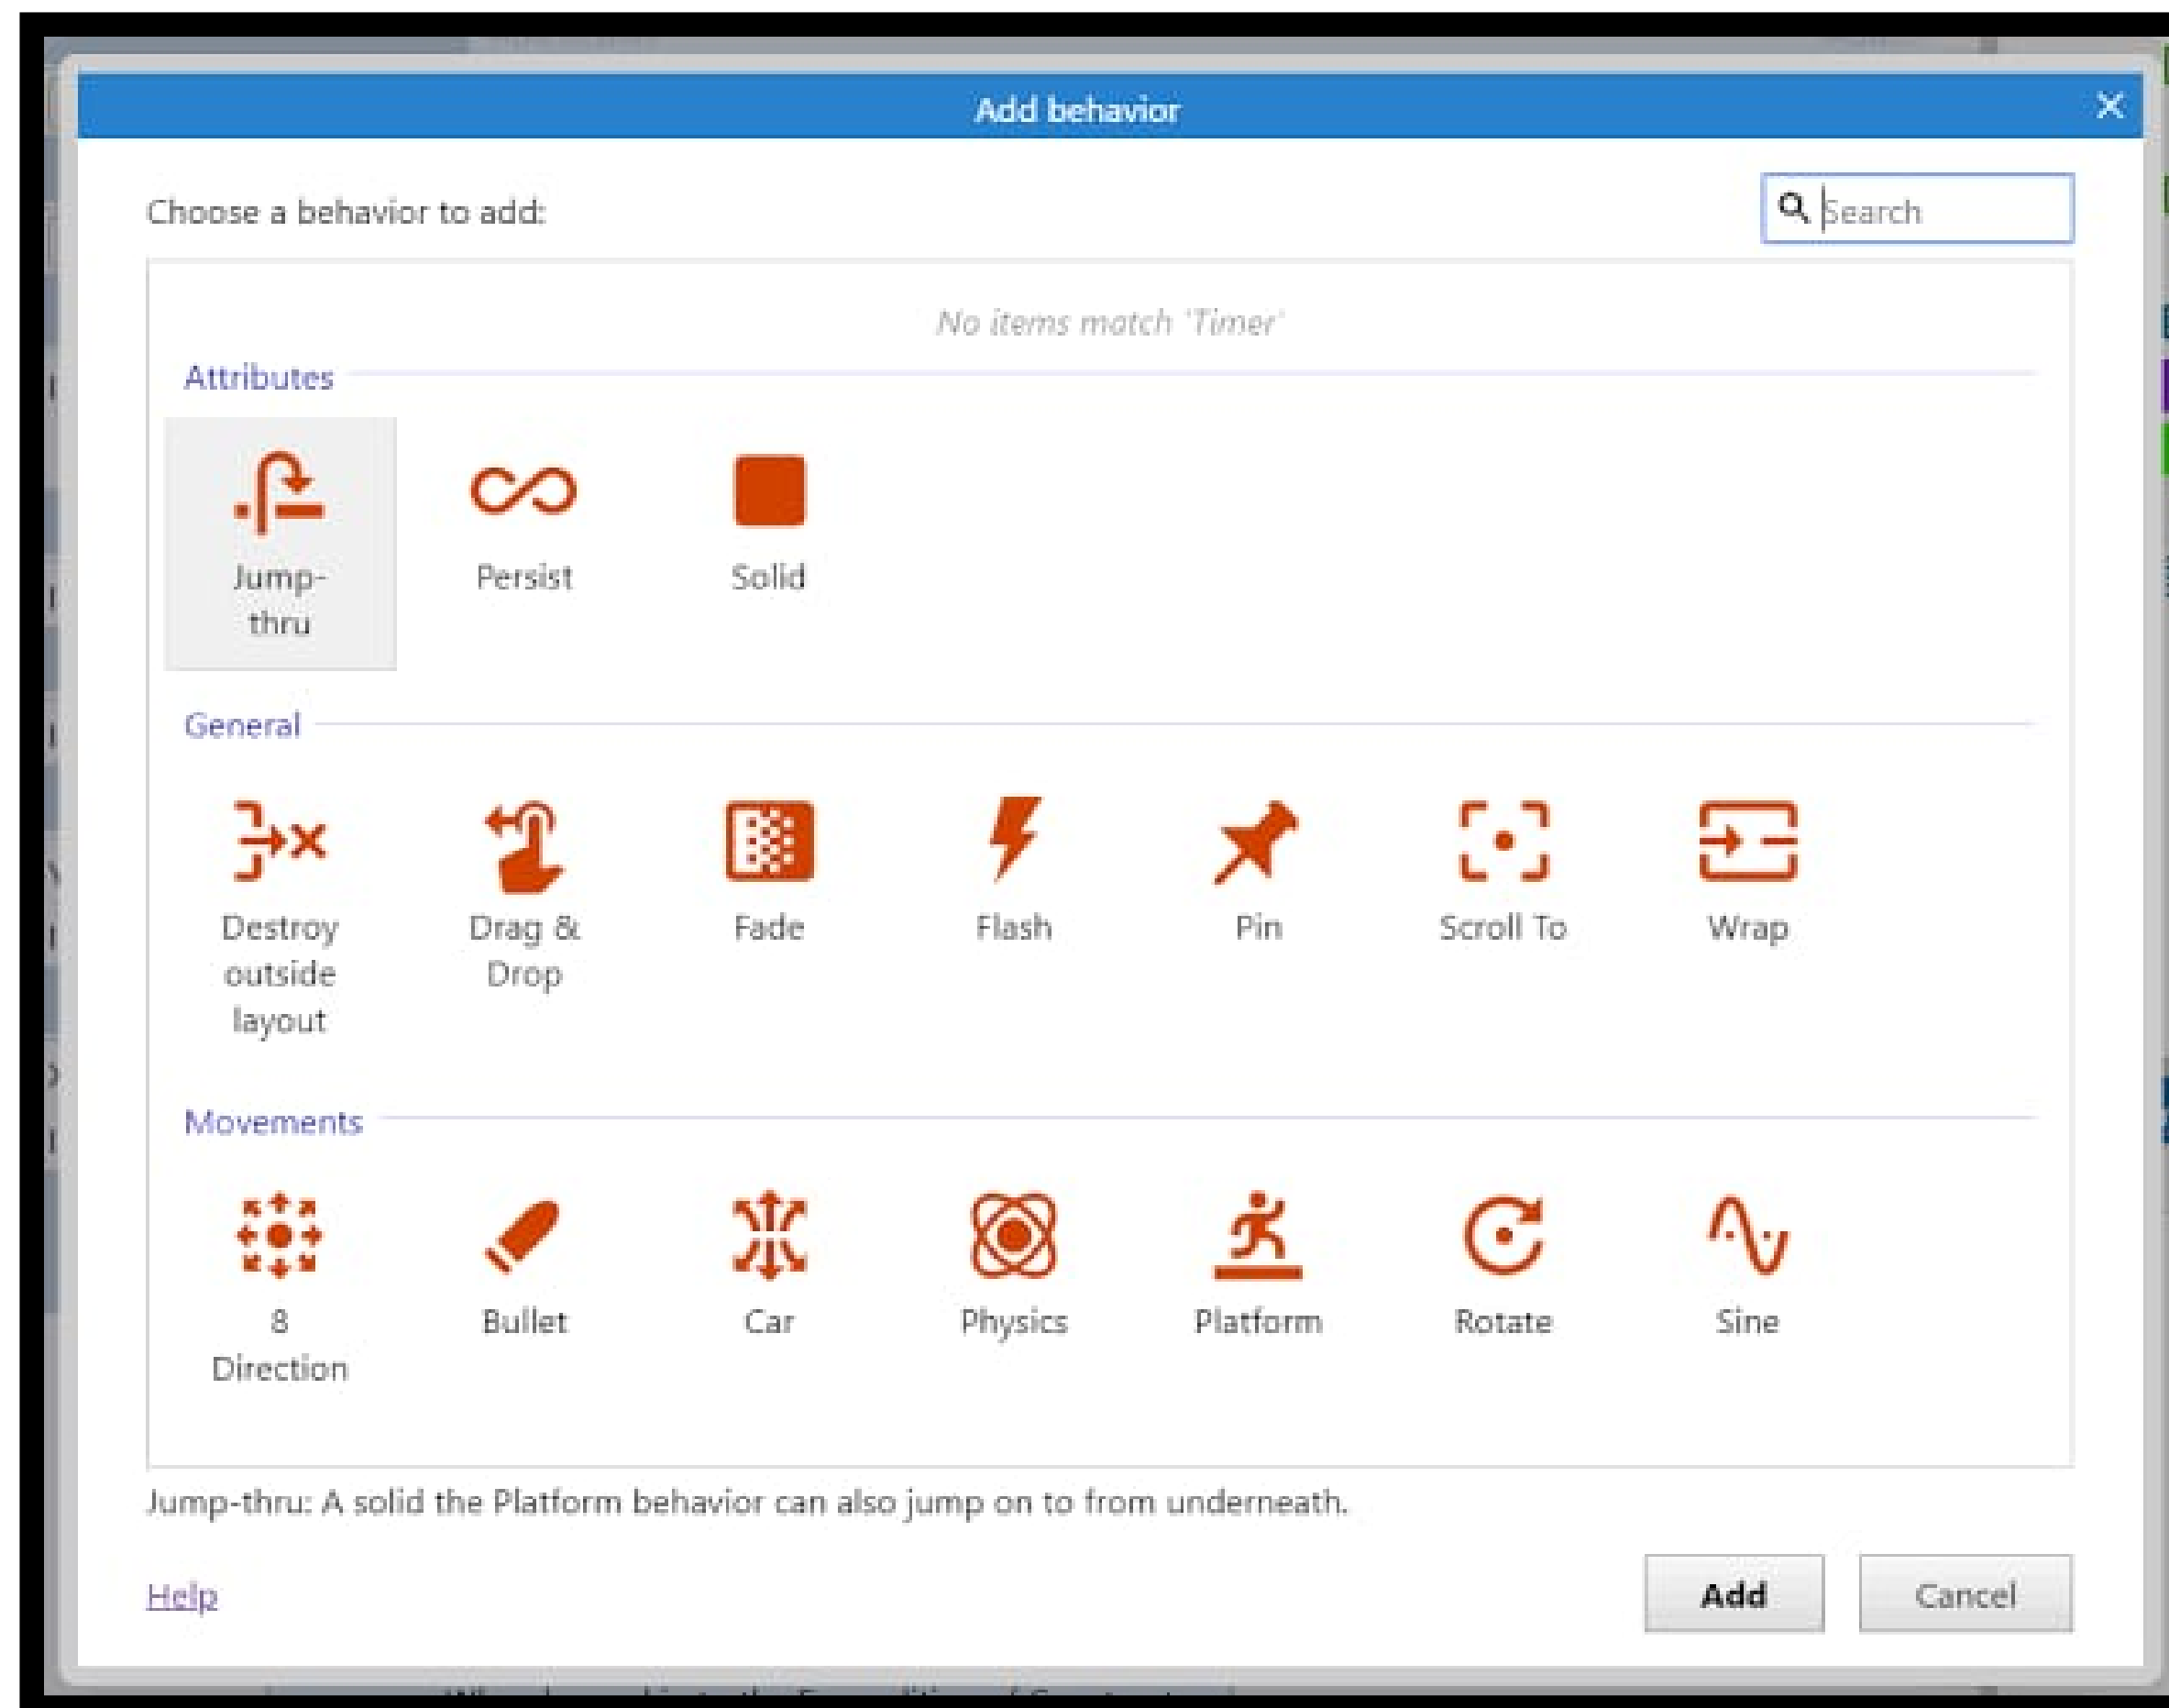 Add behavior
Choose a behavior to add:
Search
No items match 'Timer'
Attributes
Jump-
thru
Persist
Solid
General
Destroy
outside
layout
Drag &
Drop
Fade
Flash
Pin
Scroll To
Wrap
Movements
8
Direction
Bullet
Car
Physics
Platform
Rotate
Sine
Jump-thru: A solid the Platform behavior can also jump on to from underneath.
Help
Add
Cancel